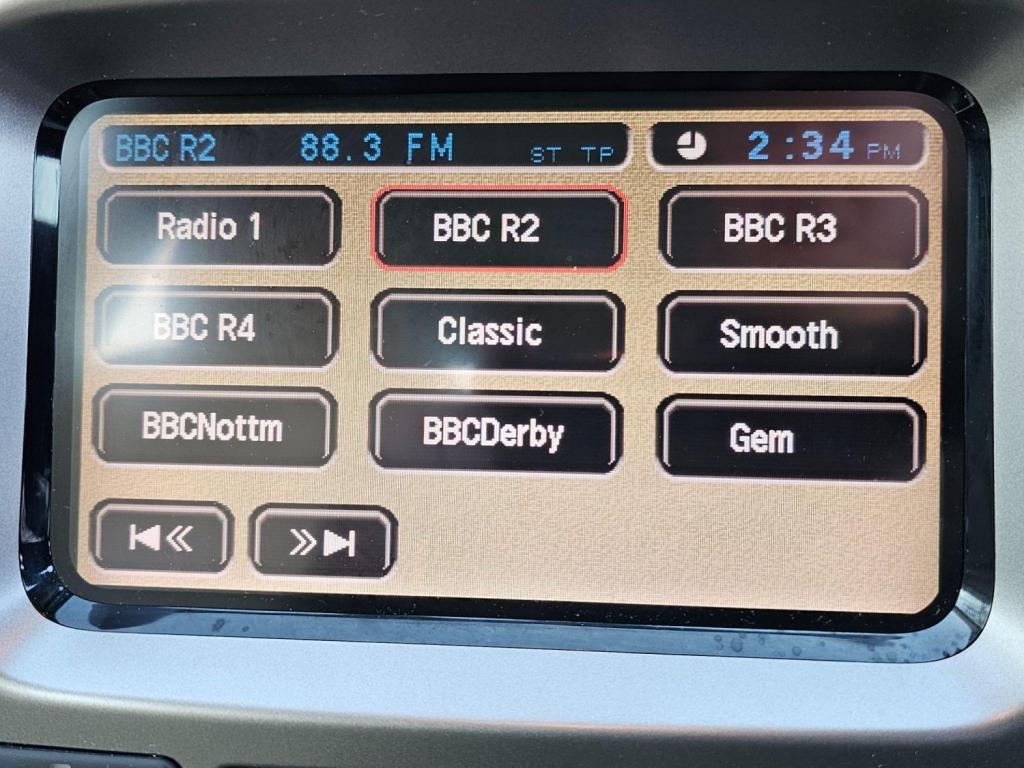 BBC R2 88.3 FM ST TP 2:34 PM
Radio 1 BBC R2 BBC R3
BBC R4 Classic Smooth
BBCNottm BBCDerby Gem